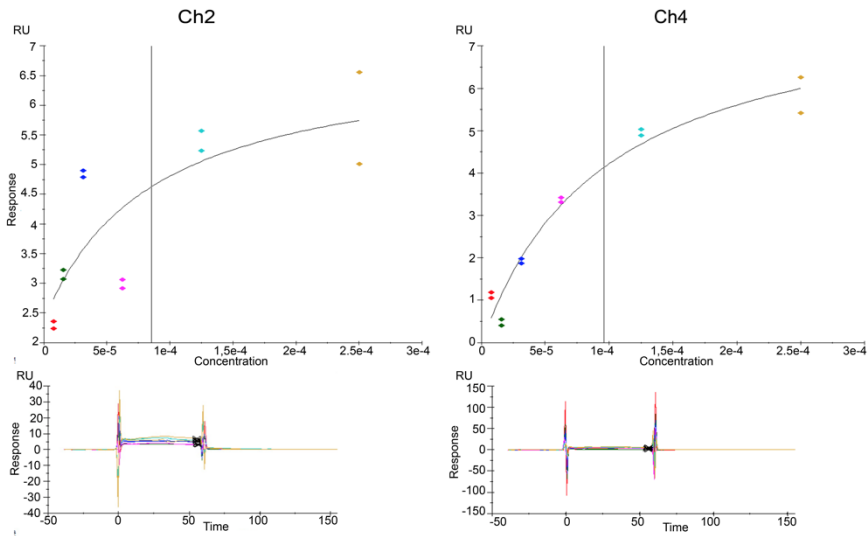 Ch2
Ch4
RU
RU
7
6.5
6
5.5
5
4.5
4
3.5
3
2.5
2
Response
0
5e-5
1e-4
1,5e-4
2e-4
2.5e-4
3e-4
Concentration
7
6
5
4
3
2
1
0
Response
0
5e-5
1e-4
1,5e-4
2e-4
2.5e-4
3e-4
Concentration
RU
40
30
20
10
0
-10
-20
-30
-40
Response
-50
0
50
100
150
Time
RU
150
100
50
0
-50
-100
-150
Response
-50
0
50
100
150
Time